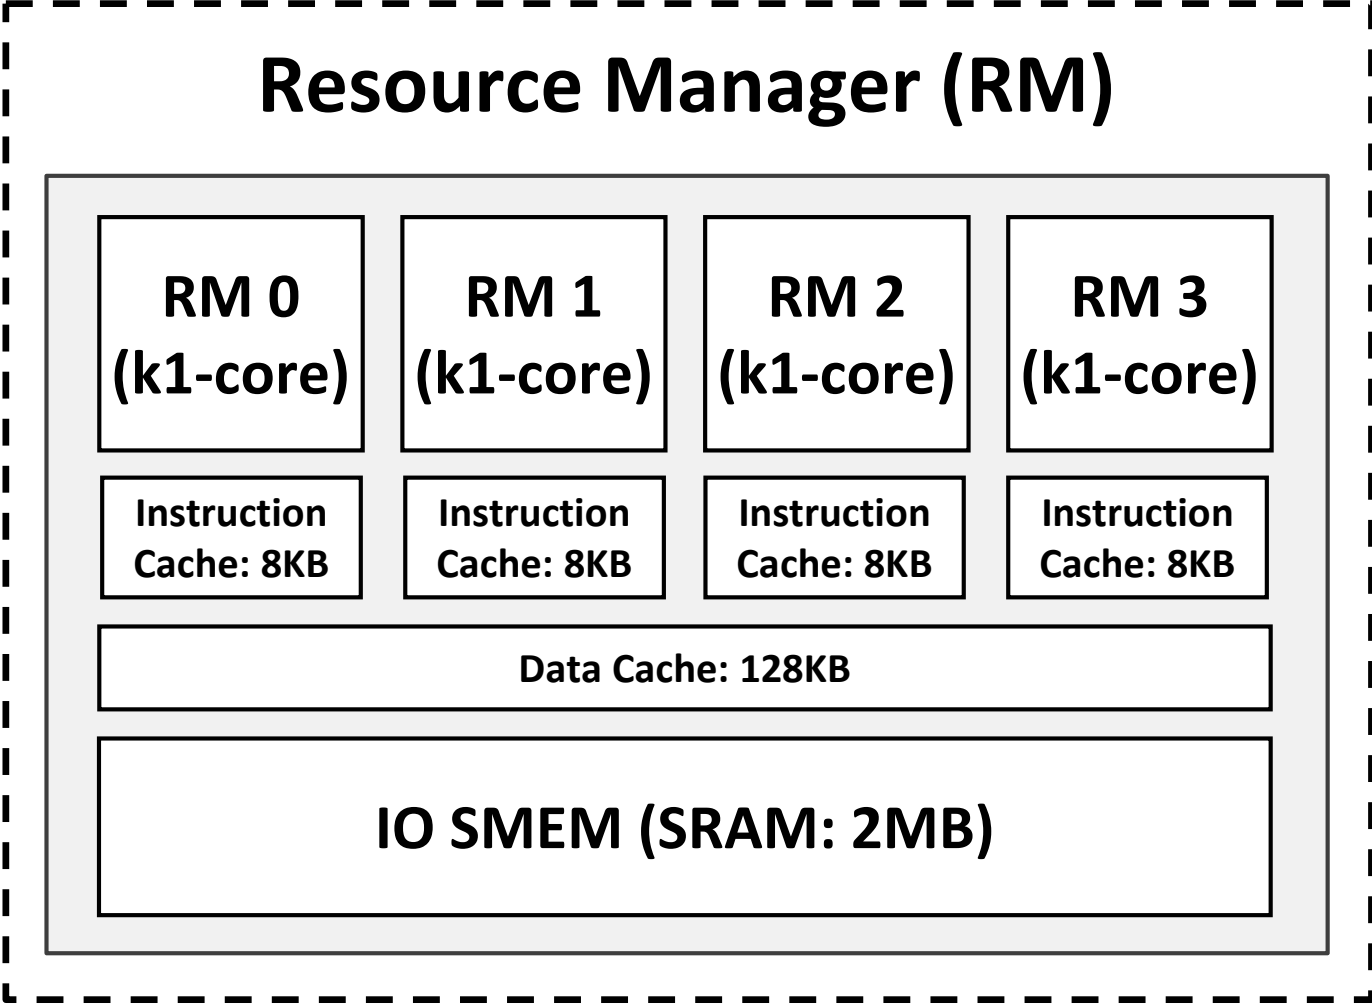 Resource Manager (RM)
RM 0
(k1-core)
RM 1
(k1-core)
RM 2
(k1-core)
RM 3
(k1-core)
Instruction
Cache: 8KB
Instruction
Cache: 8KB
Instruction
Cache: 8KB
Instruction
Cache: 8KB
Data Cache: 128KB
IO SMEM (SRAM: 2MB)